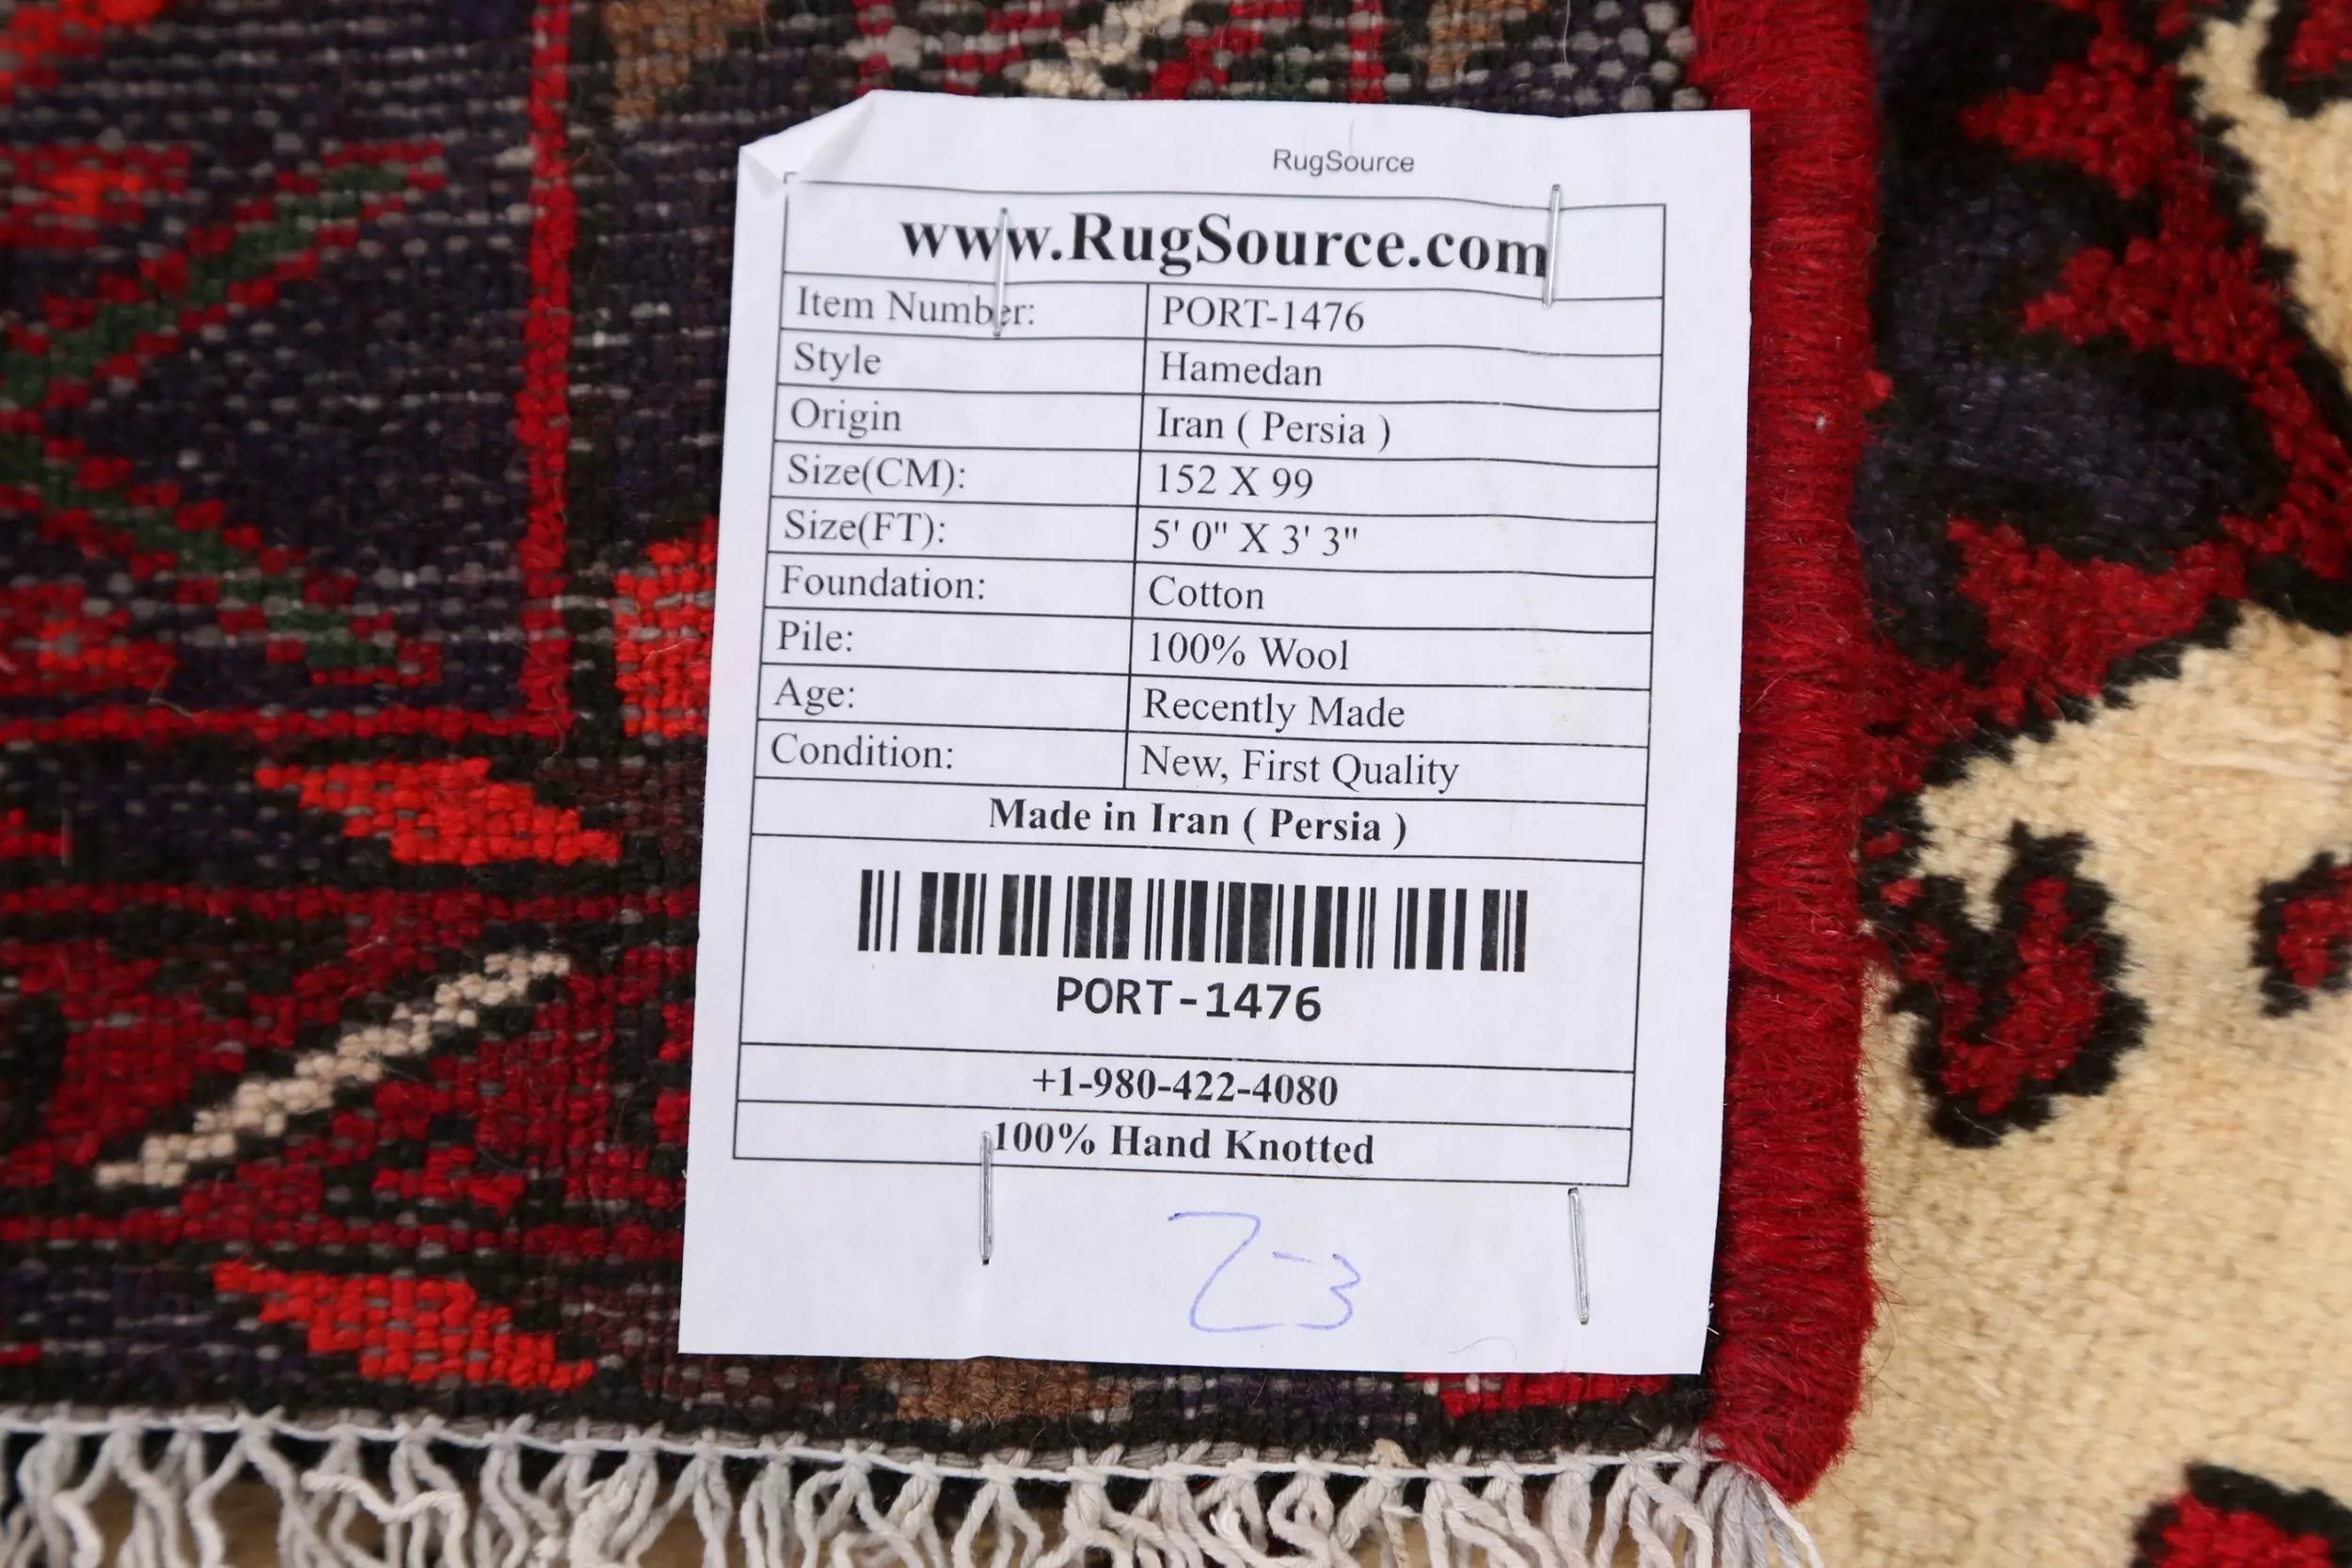 RugSource
www.RugSource.com
Item Number: PORT-1476
Style Hamedan
Origin Iran ( Persia )
Size(CM): 152 X 99
Size(FT): 5' 0" X 3' 3"
Foundation: Cotton
Pile: 100% Wool
Age: Recently Made
Condition: New, First Quality
Made in Iran ( Persia )
PORT-1476
+1-980-422-4080
100% Hand Knotted
Z-3